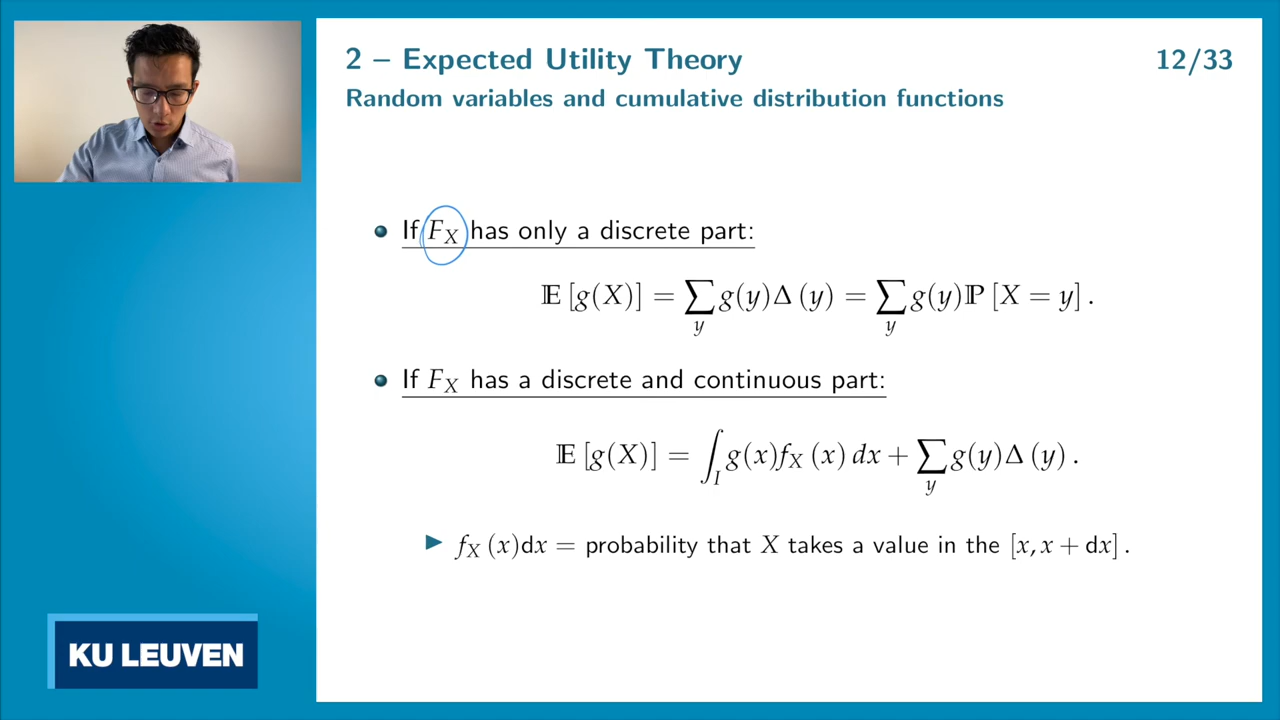 2 – Expected Utility Theory
12/33
Random variables and cumulative distribution functions
If F_X has only a discrete part:
𝔼 [g(X)] = ∑_y g(y)Δ (y) = ∑_y g(y)ℙ [X = y] .
If F_X has a discrete and continuous part:
𝔼 [g(X)] = ∫_I g(x)f_X (x) dx + ∑_y g(y)Δ (y) .
f_X (x)dx = probability that X takes a value in the [x, x + dx] .
KU LEUVEN